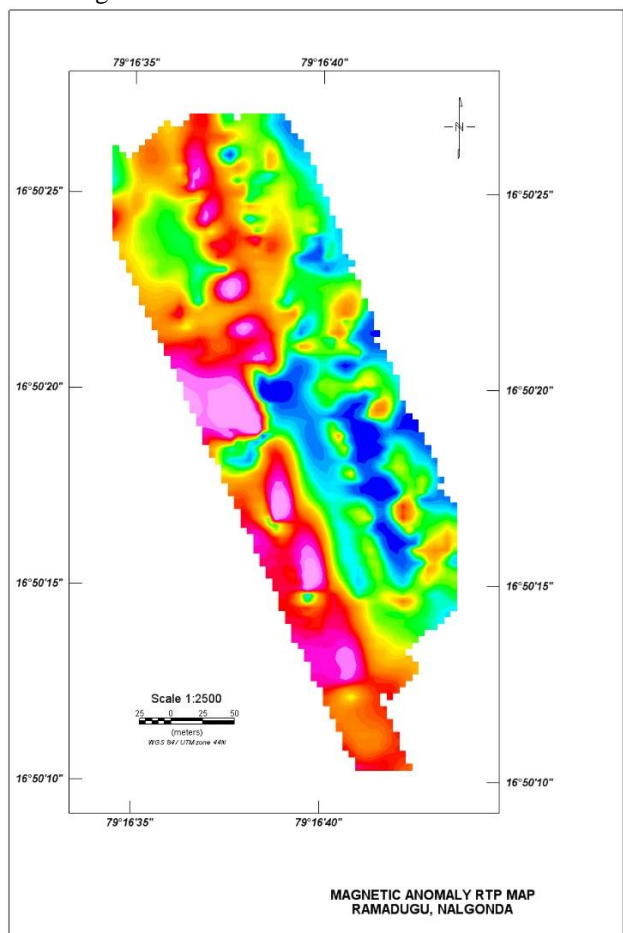 79°16'35" 79°16'40"
N
16°50'25" 16°50'25"
16°50'20" 16°50'20"
16°50'15" 16°50'15"
Scale 1:2500
25 0 25 50
(meters)
WGS 84 / UTM zone 44N
16°50'10" 16°50'10"
79°16'35" 79°16'40"
MAGNETIC ANOMALY RTP MAP
RAMADUGU, NALGONDA